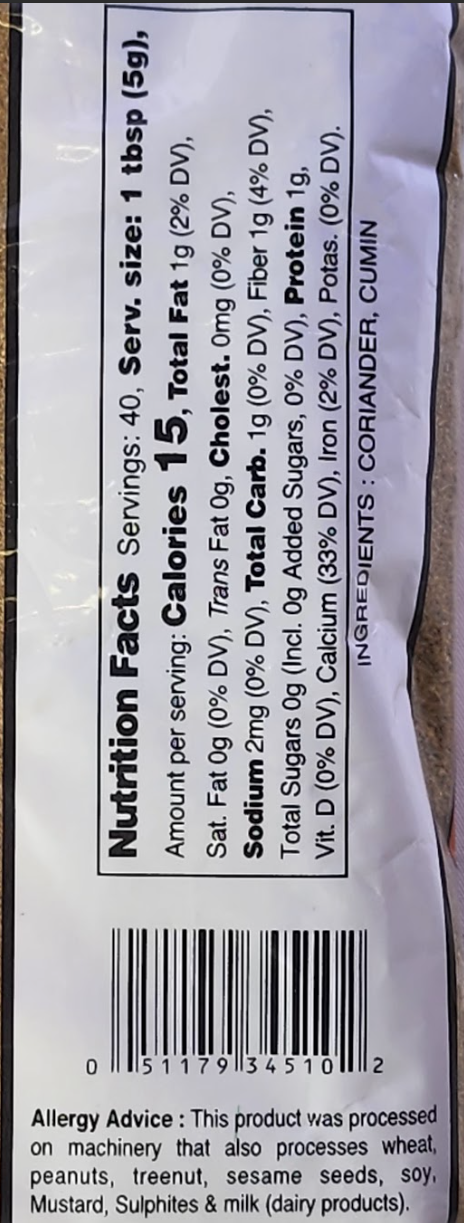 Nutrition Facts Servings: 40, Serv. size: 1 tbsp (5g),
Amount per serving: Calories 15, Total Fat 1g (2% DV),
Sat. Fat 0g (0% DV), Trans Fat 0g, Cholest. 0mg (0% DV),
Sodium 2mg (0% DV), Total Carb. 1g (0% DV), Fiber 1g (4% DV),
Total Sugars 0g (Incl. 0g Added Sugars, 0% DV), Protein 1g,
Vit. D (0% DV), Calcium (33% DV), Iron (2% DV), Potas. (0% DV).
INGREDIENTS : CORIANDER, CUMIN
0 51179 34510 2
Allergy Advice : This product was processed
on machinery that also processes wheat,
peanuts, treenut, sesame seeds, soy,
Mustard, Sulphites & milk (dairy products).